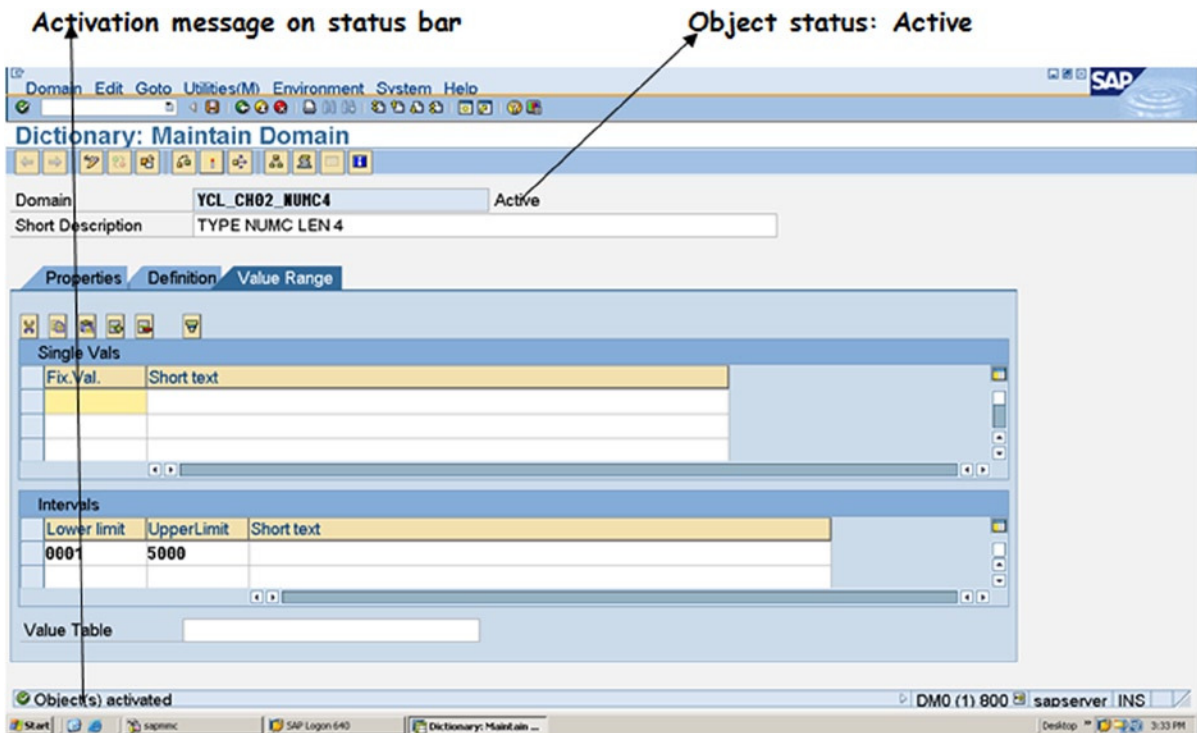 Activation message on status bar Object status: Active
Domain Edit Goto Utilities(M) Environment System Help
SAP
Dictionary: Maintain Domain
Domain YCL_CH02_NUMC4 Active
Short Description TYPE NUMC LEN 4
Properties Definition Value Range
Single Vals
Fix.Val. Short text
Intervals
Lower limit UpperLimit Short text
0001 5000
Value Table
Object(s) activated DM0 (1) 800 sapserver INS
Start sapmmc SAP Logon 640 Dictionary: Maintain ... Desktop 3:33 PM